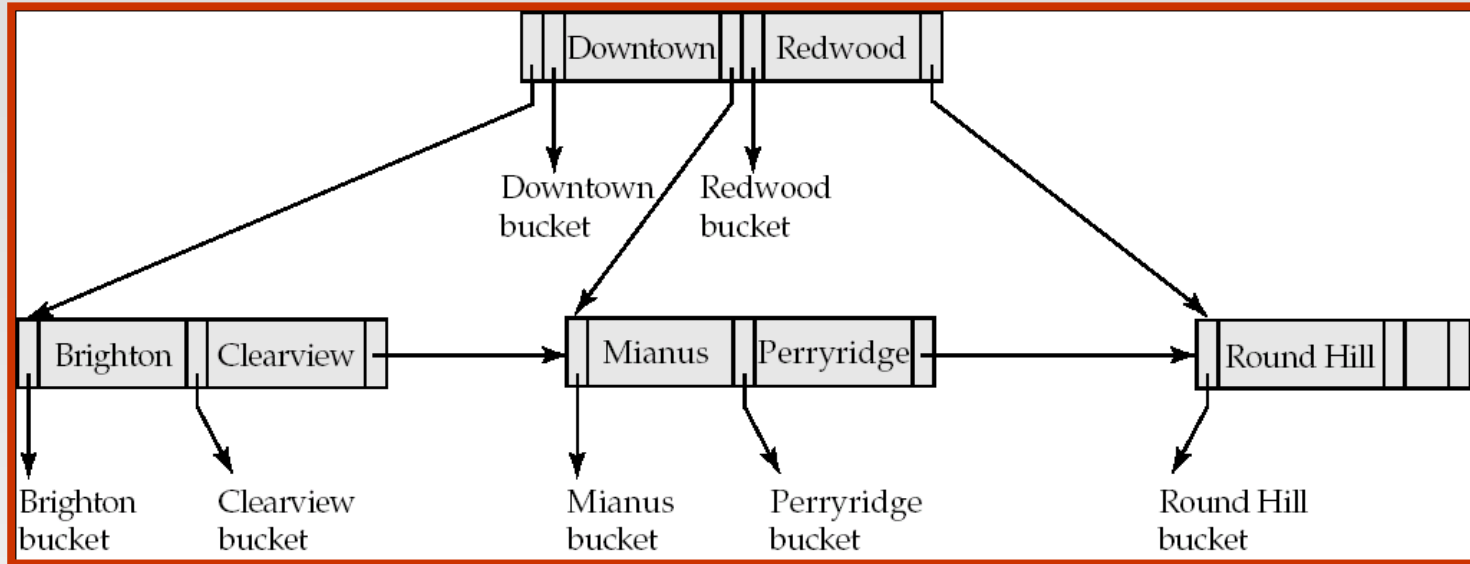 Downtown Redwood
Downtown bucket
Redwood bucket
Brighton Clearview
Mianus Perryridge
Round Hill
Brighton bucket
Clearview bucket
Mianus bucket
Perryridge bucket
Round Hill bucket